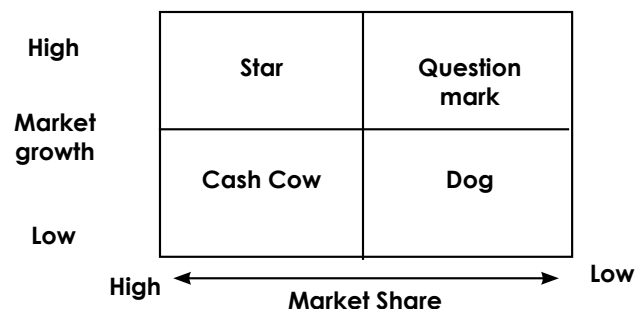 High
Star
Question
mark
Market
growth
Cash Cow
Dog
Low
High
Low
Market Share